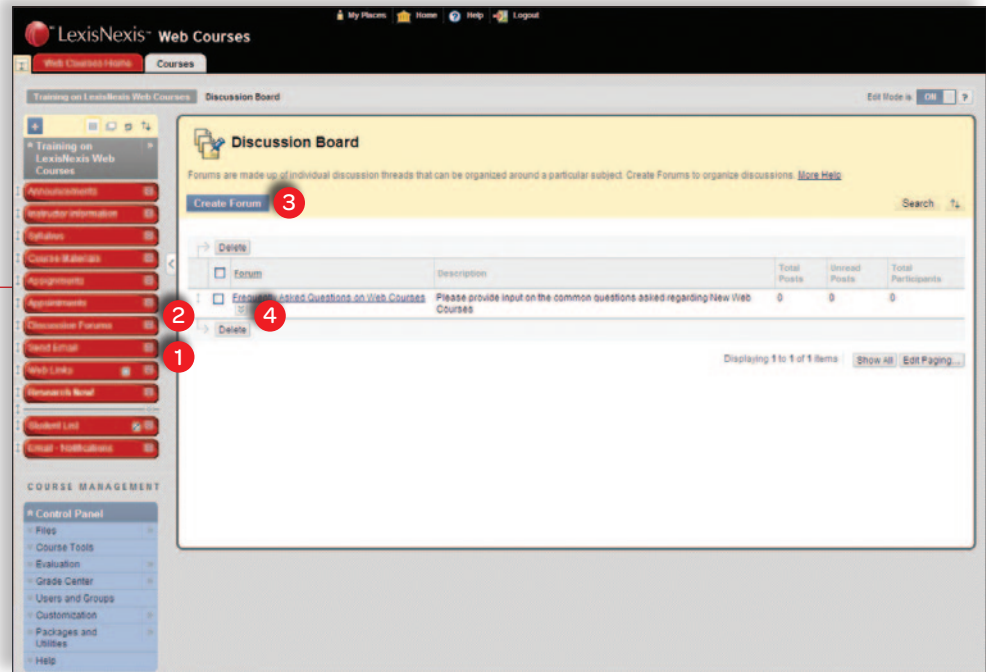 My Places Home Help Logout
LexisNexis™ Web Courses
Web Courses Home Courses
Training on LexisNexis Web Courses Discussion Board
Edit Mode is: ON ?
Training on
LexisNexis Web
Courses
Announcements
Instructor Information
Syllabus
Course Materials
Assignments
Appointments
Discussion Forums
Send Email
Web Links
Research Now!
Student List
Email - Notifications
COURSE MANAGEMENT
Control Panel
Files
Course Tools
Evaluation
Grade Center
Users and Groups
Customization
Packages and
Utilities
Help
Discussion Board
Forums are made up of individual discussion threads that can be organized around a particular subject. Create Forums to organize discussions. More Help
Create Forum 3
Search
Delete
Forum Description Total Posts Unread Posts Total Participants
Frequently Asked Questions on Web Courses Please provide input on the common questions asked regarding New Web 0 0 0
Courses
2
4
Delete
1
Displaying 1 to 1 of 1 items Show All Edit Paging...